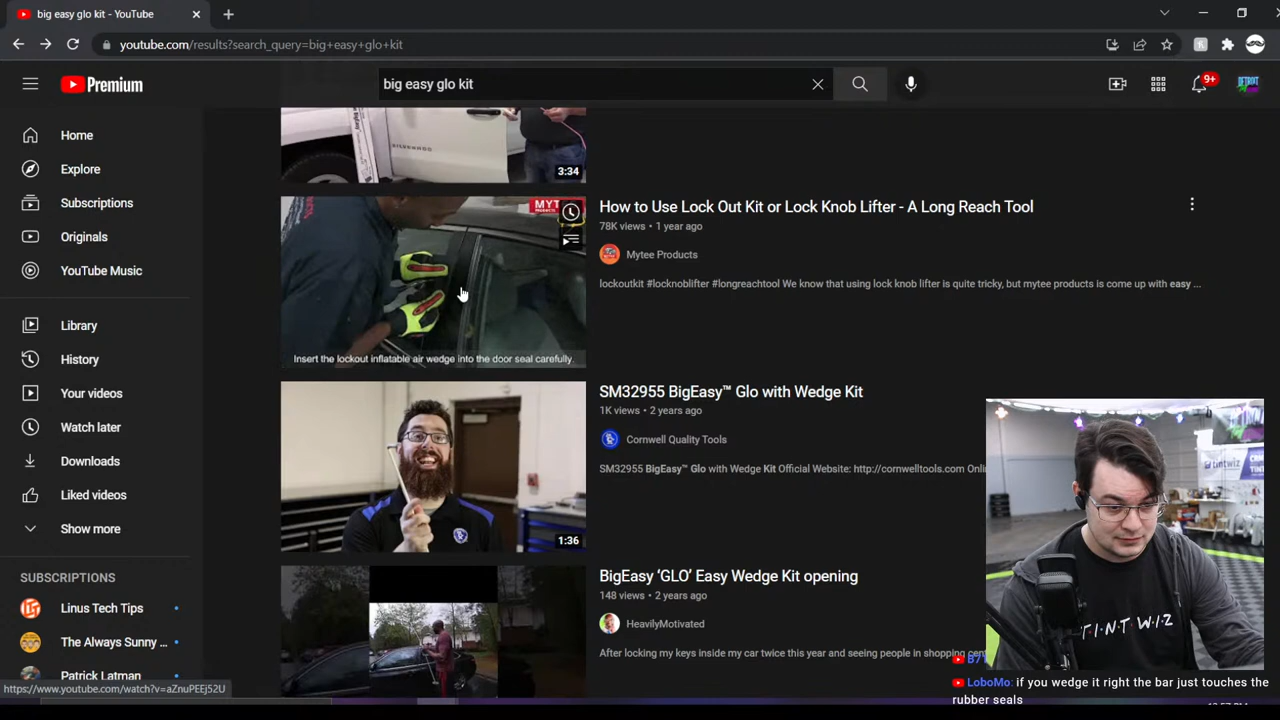 big easy glo kit - YouTube
youtube.com/results?search_query=big+easy+glo+kit
Premium
big easy glo kit
9+
Home
Explore
Subscriptions
Originals
YouTube Music
Library
History
Your videos
Watch later
Downloads
Liked videos
Show more
SUBSCRIPTIONS
Linus Tech Tips
The Always Sunny ...
Patrick Latman
https://www.youtube.com/watch?v=aZnuPEEj52U
3:34
MYT
Insert the lockout inflatable air wedge into the door seal carefully.
How to Use Lock Out Kit or Lock Knob Lifter - A Long Reach Tool
78K views • 1 year ago
Mytee Products
lockoutkit #locknoblifter #longreachtool We know that using lock knob lifter is quite tricky, but mytee products is come up with easy ...
1:36
SM32955 BigEasy™ Glo with Wedge Kit
1K views • 2 years ago
Cornwell Quality Tools
SM32955 BigEasy™ Glo with Wedge Kit Official Website: http://cornwelltools.com Onli
BigEasy ‘GLO’ Easy Wedge Kit opening
148 views • 2 years ago
HeavilyMotivated
After locking my keys inside my car twice this year and seeing people in shopping cen
T•I•N•T•W•I•Z
LoboMo: if you wedge it right the bar just touches the
rubber seals